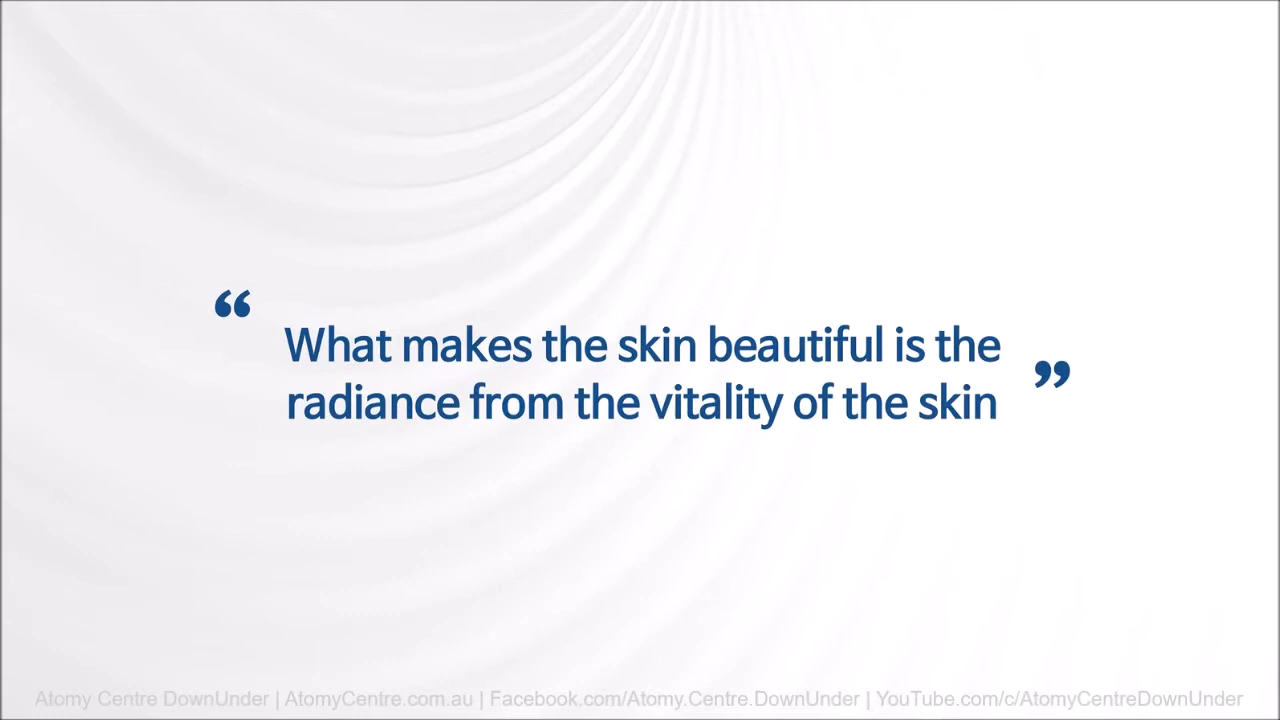 “ What makes the skin beautiful is the
radiance from the vitality of the skin ”
Atomy Centre DownUnder | AtomyCentre.com.au | Facebook.com/Atomy.Centre.DownUnder | YouTube.com/c/AtomyCentreDownUnder